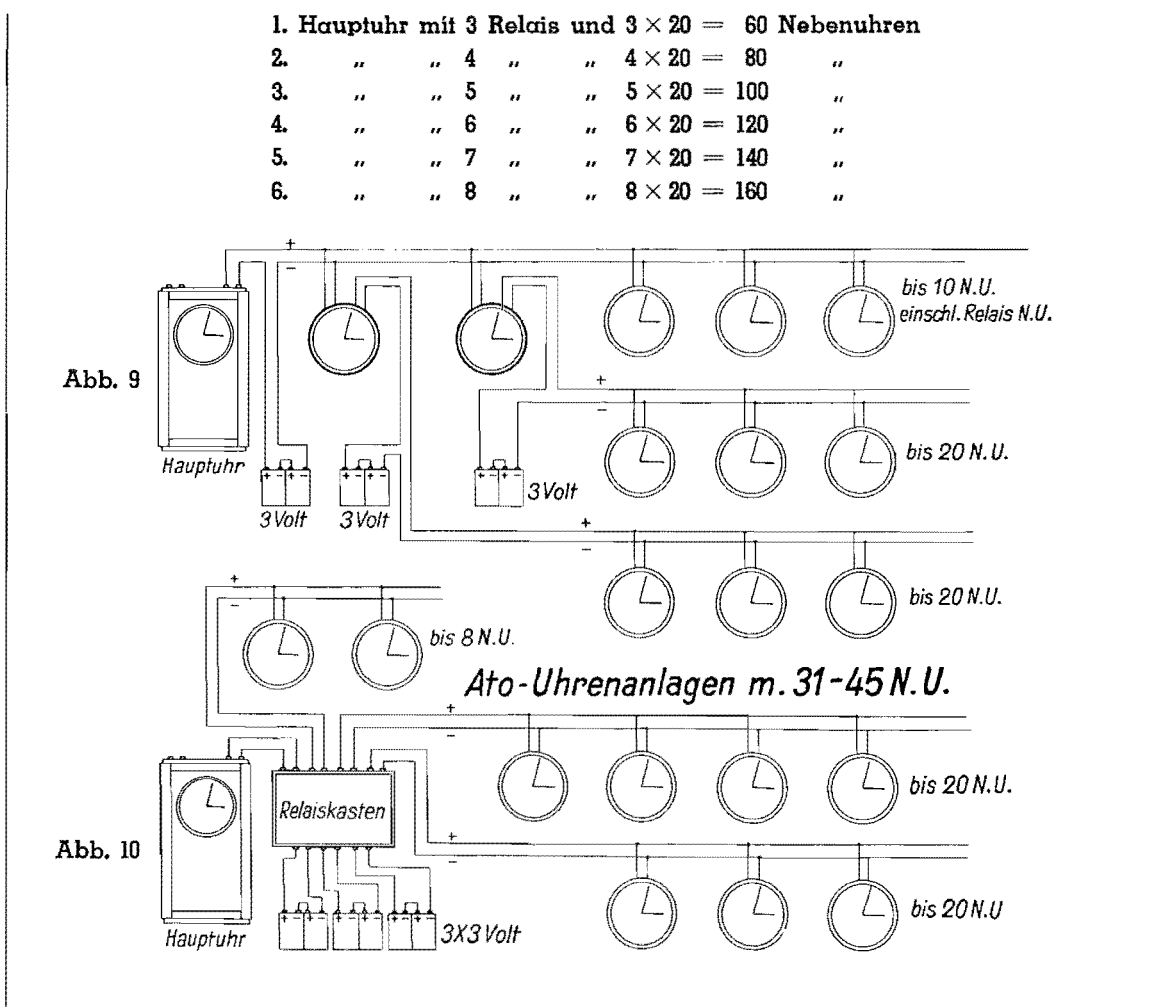 1. Hauptuhr mit 3 Relais und 3 × 20 = 60 Nebenuhren
2. „ „ 4 „ „ 4 × 20 = 80 „
3. „ „ 5 „ „ 5 × 20 = 100 „
4. „ „ 6 „ „ 6 × 20 = 120 „
5. „ „ 7 „ „ 7 × 20 = 140 „
6. „ „ 8 „ „ 8 × 20 = 160 „
+
−
bis 10 N.U.
einschl. Relais N.U.
Abb. 9
Hauptuhr
+ − + −
3 Volt
+ − + −
3 Volt
+ − + −
3 Volt
+
−
bis 20 N.U.
+
−
bis 20 N.U.
+
−
bis 8 N.U.
Ato-Uhrenanlagen m. 31-45 N.U.
+
−
bis 20 N.U.
Relaiskasten
Abb. 10
Hauptuhr
+ − + −
+ − + −
+ − + −
3X3 Volt
+
−
bis 20 N.U